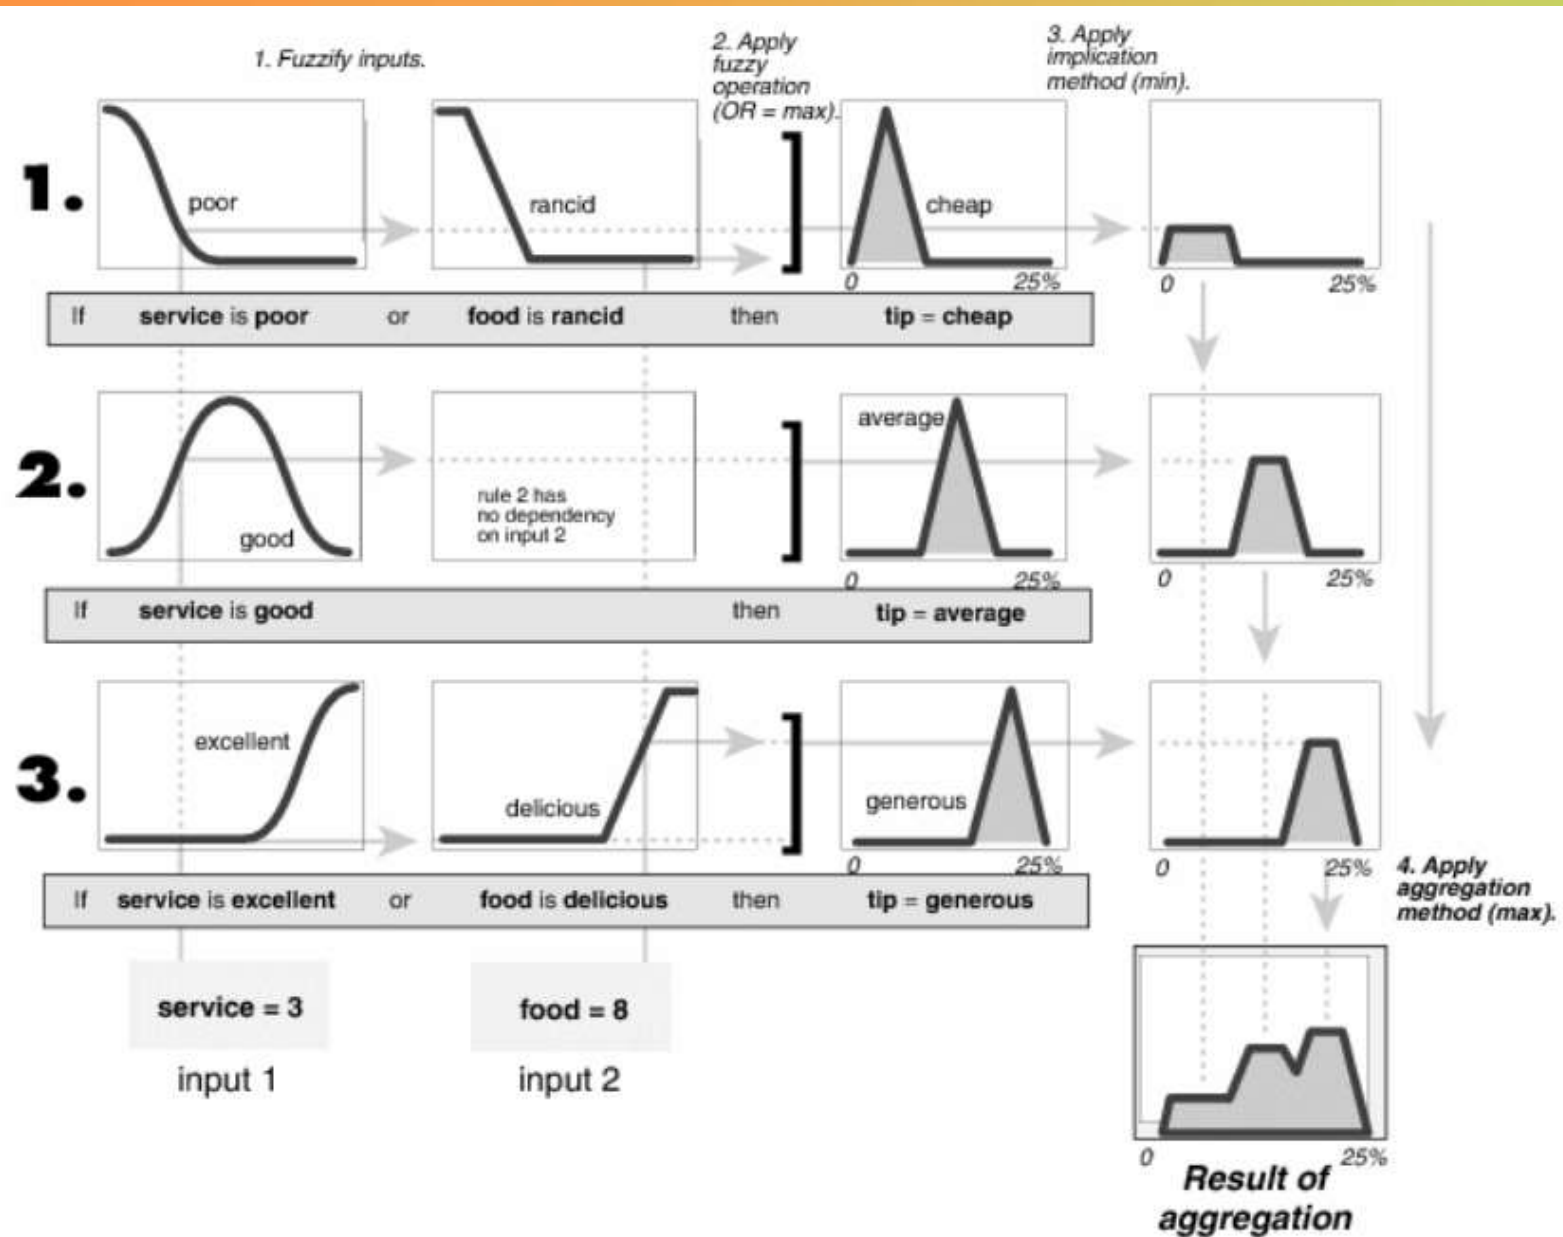 1. Fuzzify inputs.
2. Apply
fuzzy
operation
(OR = max).
3. Apply
implication
method (min).
1.
poor
rancid
cheap
0
25%
0
25%
If service is poor or food is rancid then tip = cheap
2.
good
rule 2 has
no dependency
on input 2
average
0
25%
0
25%
If service is good then tip = average
3.
excellent
delicious
generous
0
25%
0
25%
4. Apply
aggregation
method (max).
If service is excellent or food is delicious then tip = generous
service = 3
food = 8
input 1
input 2
0
25%
Result of
aggregation